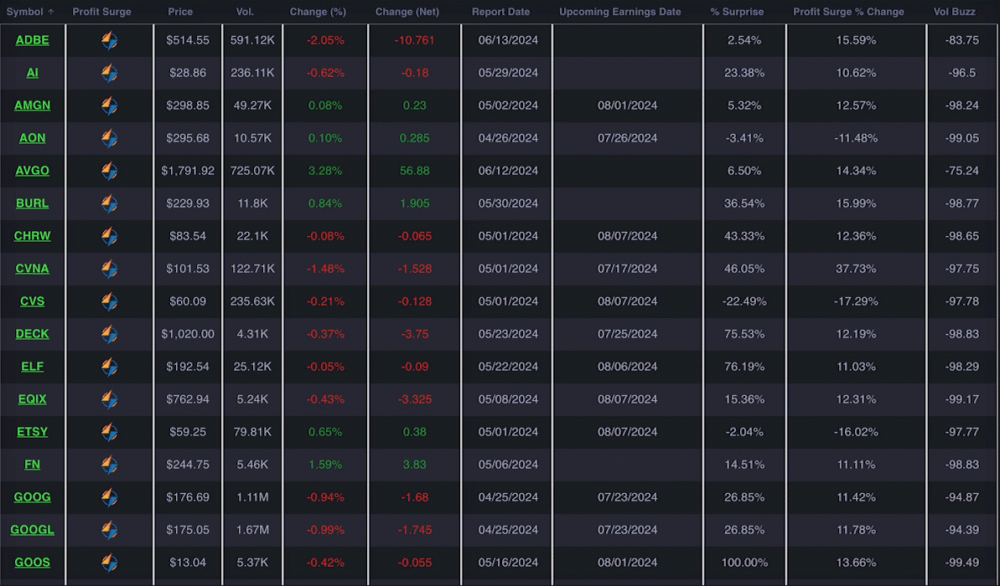 Symbol ↑ Profit Surge Price Vol. Change (%) Change (Net) Report Date Upcoming Earnings Date % Surprise Profit Surge % Change Vol Buzz
ADBE $514.55 591.12K -2.05% -10.761 06/13/2024 2.54% 15.59% -83.75
AI $28.86 236.11K -0.62% -0.18 05/29/2024 23.38% 10.62% -96.5
AMGN $298.85 49.27K 0.08% 0.23 05/02/2024 08/01/2024 5.32% 12.57% -98.24
AON $295.68 10.57K 0.10% 0.285 04/26/2024 07/26/2024 -3.41% -11.48% -99.05
AVGO $1,791.92 725.07K 3.28% 56.88 06/12/2024 6.50% 14.34% -75.24
BURL $229.93 11.8K 0.84% 1.905 05/30/2024 36.54% 15.99% -98.77
CHRW $83.54 22.1K -0.08% -0.065 05/01/2024 08/07/2024 43.33% 12.36% -98.65
CVNA $101.53 122.71K -1.48% -1.528 05/01/2024 07/17/2024 46.05% 37.73% -97.75
CVS $60.09 235.63K -0.21% -0.128 05/01/2024 08/07/2024 -22.49% -17.29% -97.78
DECK $1,020.00 4.31K -0.37% -3.75 05/23/2024 07/25/2024 75.53% 12.19% -98.83
ELF $192.54 25.12K -0.05% -0.09 05/22/2024 08/06/2024 76.19% 11.03% -98.29
EQIX $762.94 5.24K -0.43% -3.325 05/08/2024 08/07/2024 15.36% 12.31% -99.17
ETSY $59.25 79.81K 0.65% 0.38 05/01/2024 08/07/2024 -2.04% -16.02% -97.77
FN $244.75 5.46K 1.59% 3.83 05/06/2024 14.51% 11.11% -98.83
GOOG $176.69 1.11M -0.94% -1.68 04/25/2024 07/23/2024 26.85% 11.42% -94.87
GOOGL $175.05 1.67M -0.99% -1.745 04/25/2024 07/23/2024 26.85% 11.78% -94.39
GOOS $13.04 5.37K -0.42% -0.055 05/16/2024 08/01/2024 100.00% 13.66% -99.49